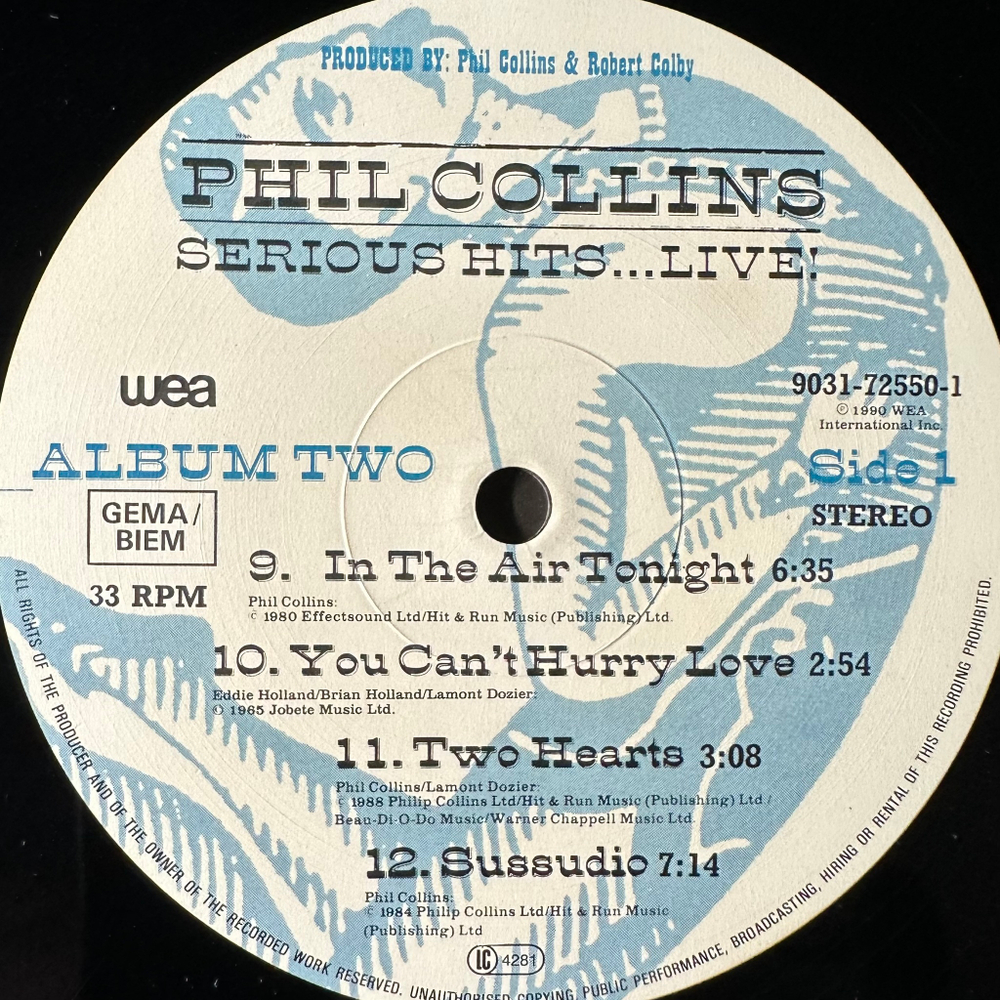 PRODUCED BY: Phil Collins & Robert Colby
PHIL COLLINS
SERIOUS HITS...LIVE!
wea
9031-72550-1
℗ 1990 WEA
International Inc.
ALBUM TWO
Side 1
GEMA/
BIEM
STEREO
33 RPM
9. In The Air Tonight 6:35
Phil Collins:
© 1980 Effectsound Ltd/Hit & Run Music (Publishing) Ltd.
10. You Can't Hurry Love 2:54
Eddie Holland/Brian Holland/Lamont Dozier:
© 1965 Jobete Music Ltd.
11. Two Hearts 3:08
Phil Collins/Lamont Dozier:
© 1988 Philip Collins Ltd/Hit & Run Music (Publishing) Ltd./
Beau-Di-O-Do Music/Warner Chappell Music Ltd.
12. Sussudio 7:14
Phil Collins:
© 1984 Philip Collins Ltd/Hit & Run Music
(Publishing) Ltd
LC 4281
ALL RIGHTS OF THE PRODUCER AND OF THE OWNER OF THE RECORDED WORK RESERVED. UNAUTHORISED COPYING, PUBLIC PERFORMANCE, BROADCASTING, HIRING OR RENTAL OF THIS RECORDING PROHIBITED.